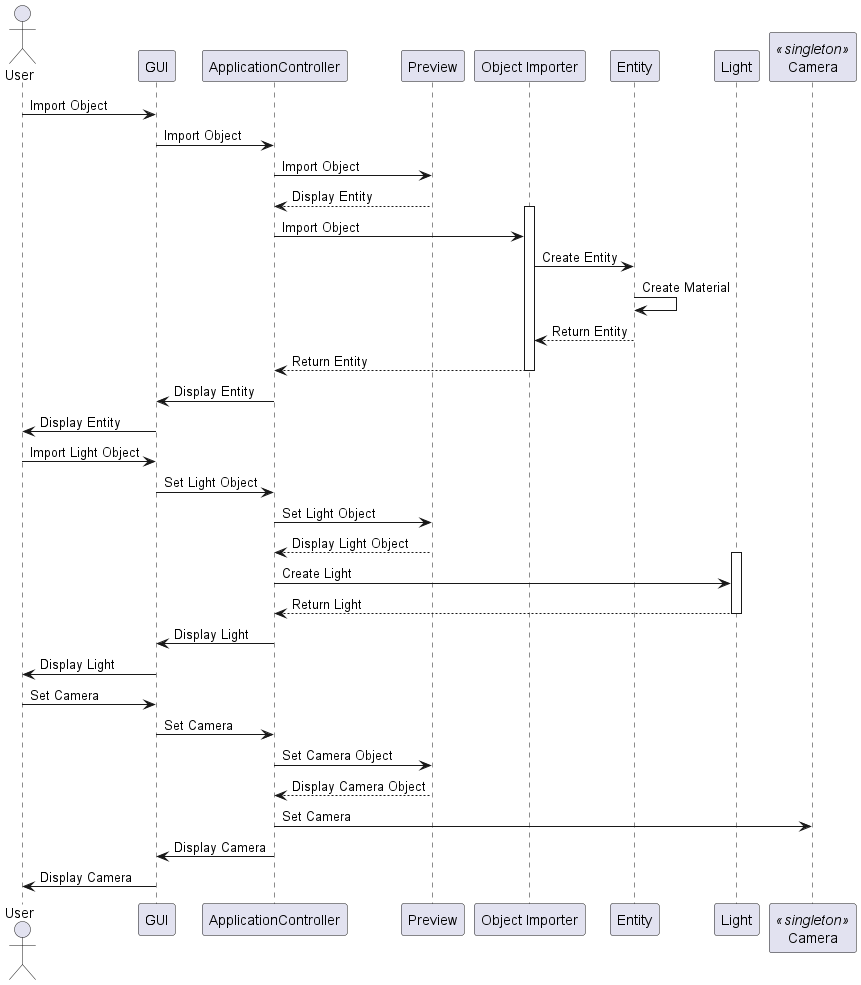 « singleton»
User
GUI
ApplicationController
Preview
Object Importer
Entity
Light
Camera
Import Object
Import Object
Import Object
Display Entity
Import Object
Create Entity
Create Material
Return Entity
Return Entity
Display Entity
Display Entity
Import Light Object
Set Light Object
Set Light Object
Display Light Object
Create Light
Return Light
Display Light
Display Light
Set Camera
Set Camera
Set Camera Object
Display Camera Object
Set Camera
Display Camera
Display Camera
User
GUI
ApplicationController
Preview
Object Importer
Entity
Light
« singleton»
Camera